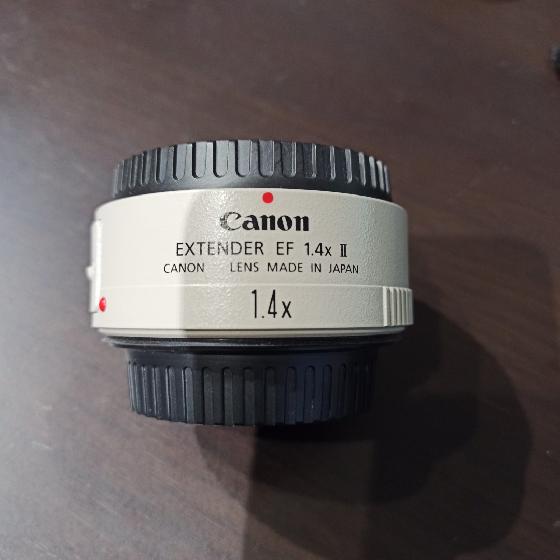 Canon
EXTENDER EF 1.4x II
CANON LENS MADE IN JAPAN
1.4x